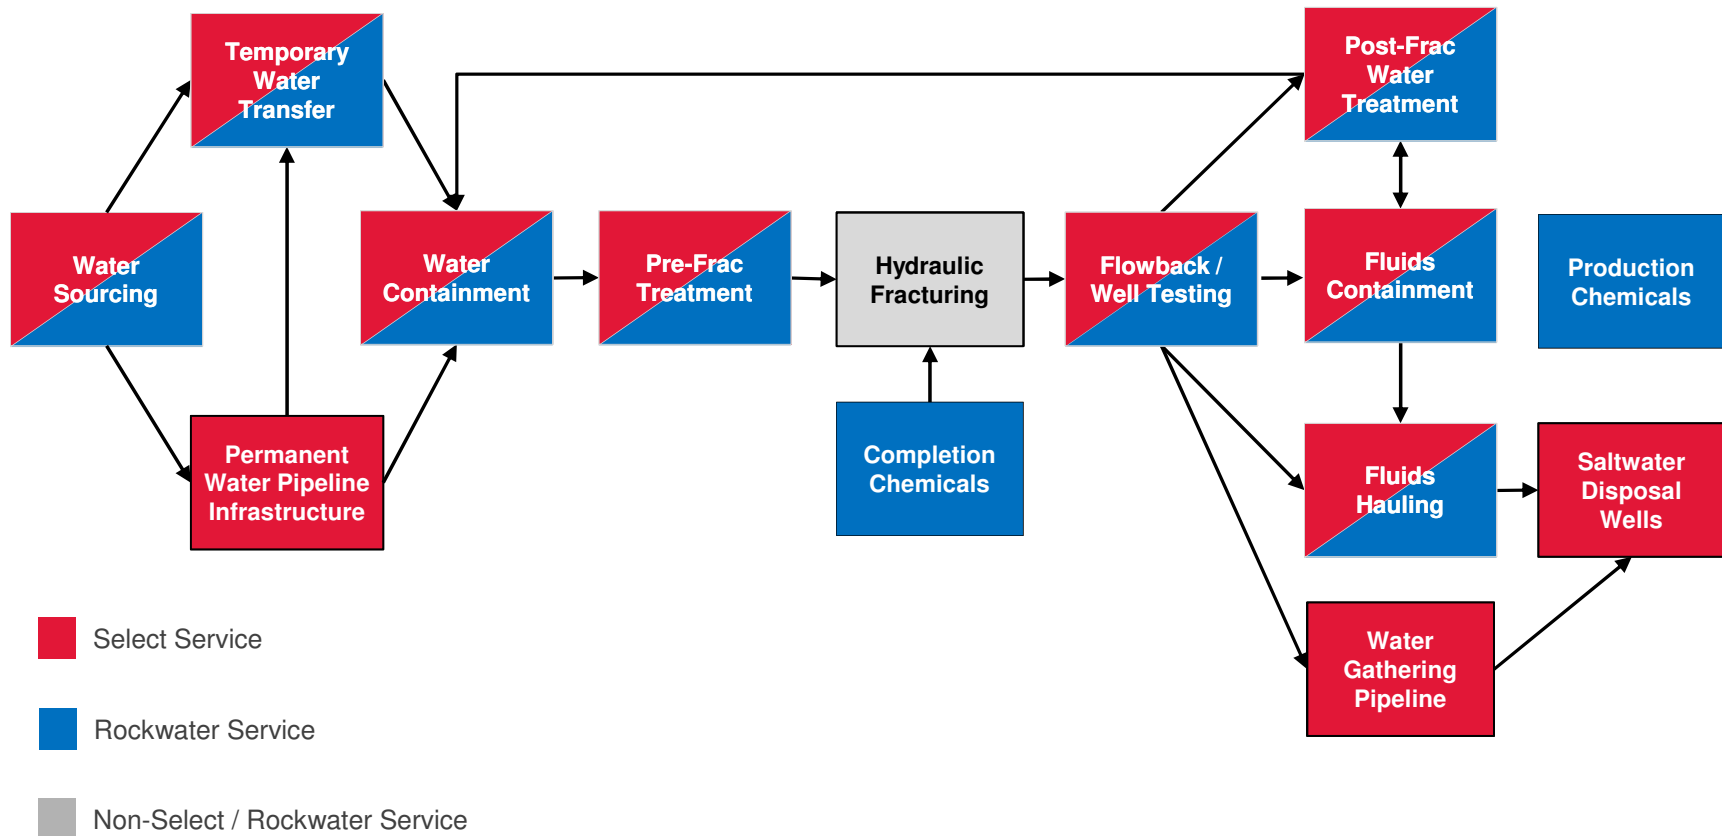 Temporary
Water
Transfer
Post-Frac
Water
Treatment
Water
Sourcing
Water
Containment
Pre-Frac
Treatment
Hydraulic
Fracturing
Flowback /
Well Testing
Fluids
Containment
Production
Chemicals
Permanent
Water Pipeline
Infrastructure
Completion
Chemicals
Fluids
Hauling
Saltwater
Disposal
Wells
Water
Gathering
Pipeline
Select Service
Rockwater Service
Non-Select / Rockwater Service